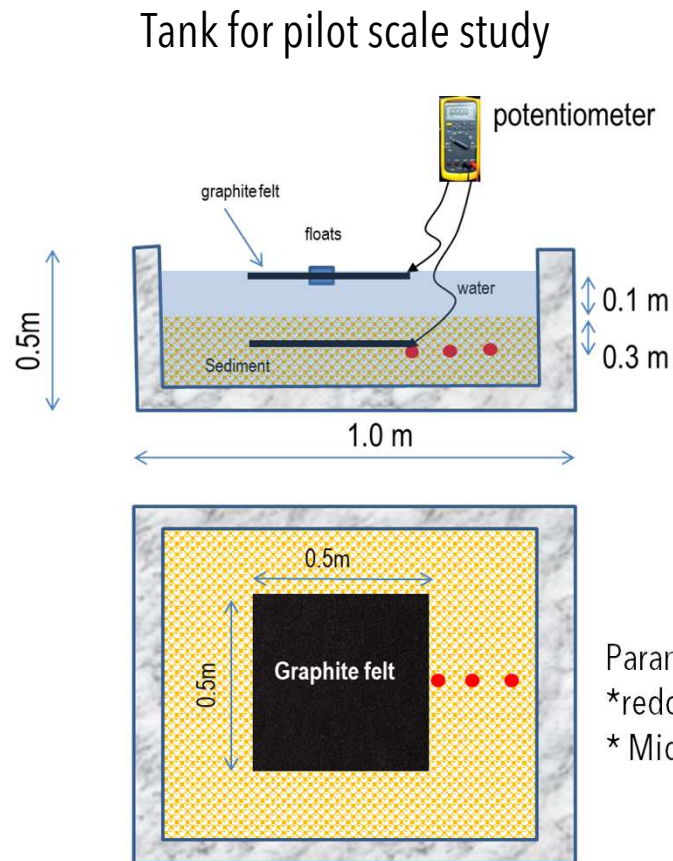 Tank for pilot scale study
potentiometer
graphite felt
floats
water
0.1 m
0.5m
0.3 m
Sediment
1.0 m
0.5m
0.5m
Graphite felt
*
*